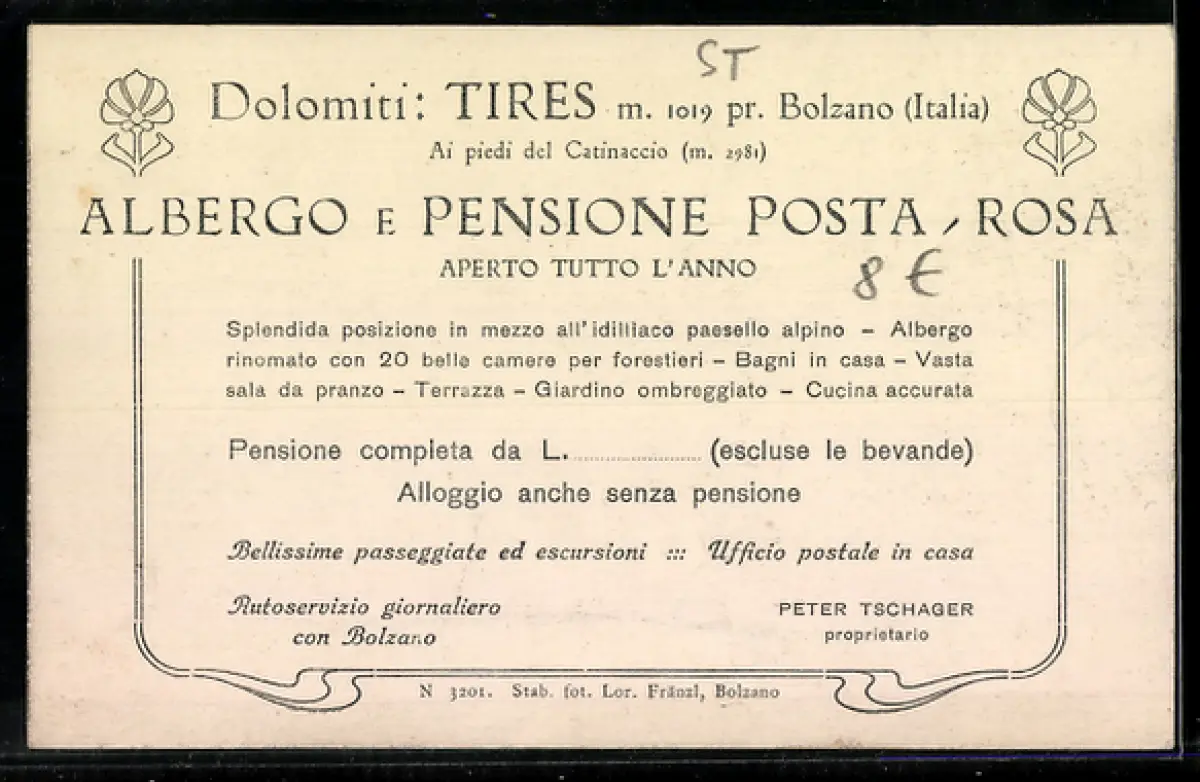 ST
Dolomiti: TIRES m. 1019 pr. Bolzano (Italia)
Ai piedi del Catinaccio (m. 2981)
ALBERGO E PENSIONE POSTA - ROSA
APERTO TUTTO L'ANNO
8 €
Splendida posizione in mezzo all'idilliaco paesello alpino – Albergo
rinomato con 20 belle camere per forestieri – Bagni in casa – Vasta
sala da pranzo – Terrazza – Giardino ombreggiato – Cucina accurata
Pensione completa da L. .................... (escluse le bevande)
Alloggio anche senza pensione
Bellissime passeggiate ed escursioni ::: Ufficio postale in casa
Autoservizio giornaliero
con Bolzano
PETER TSCHAGER
proprietario
N 3201. Stab. fot. Lor. Fränzl, Bolzano